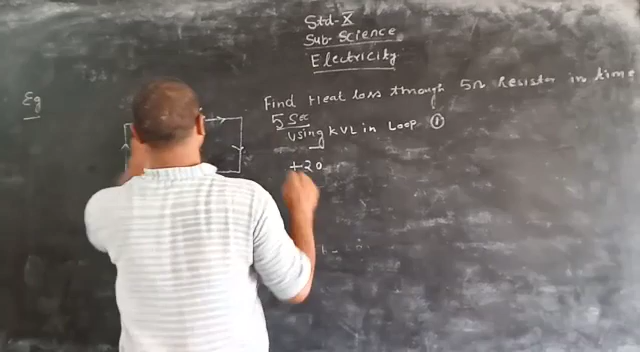 Std-X
Sub-Science
Electricity
Eg
Find Heat loss through 5Ω Resistor in time
5 Sec
Using KVL in Loop ①
+20